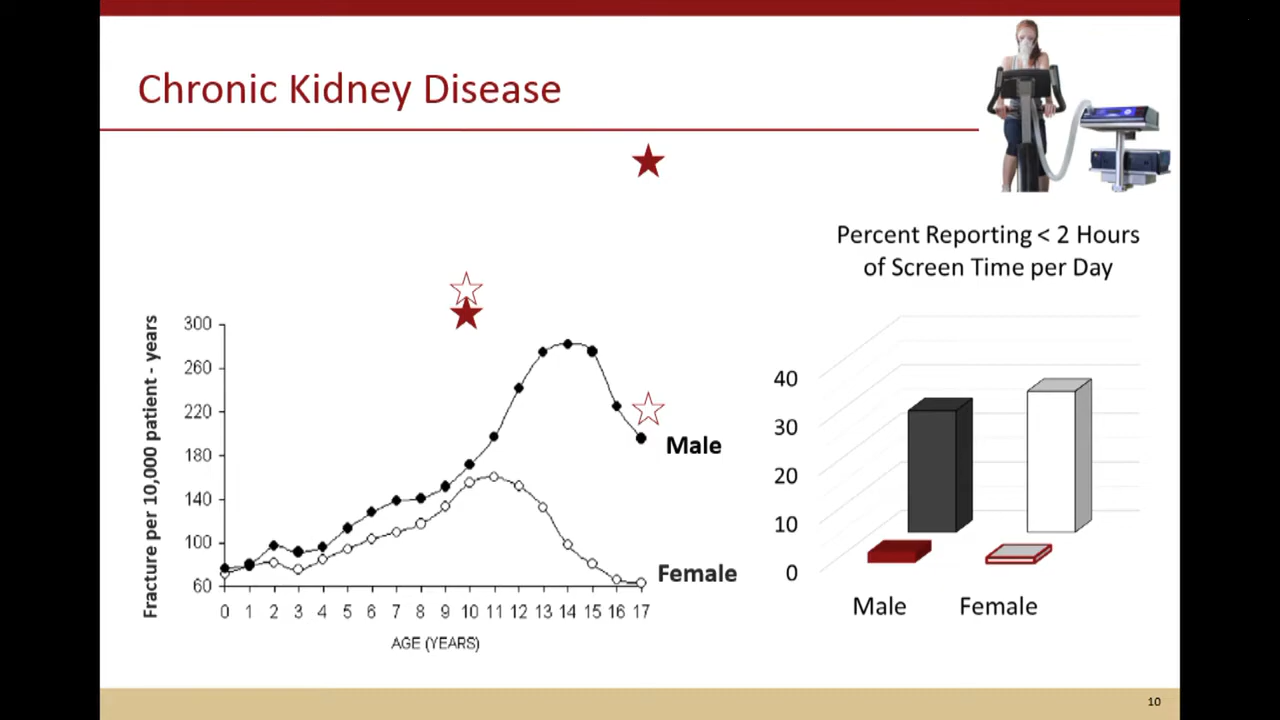 Chronic Kidney Disease
Percent Reporting < 2 Hours
of Screen Time per Day
Fracture per 10,000 patient - years
300
260
220
180
140
100
60
0 1 2 3 4 5 6 7 8 9 10 11 12 13 14 15 16 17
AGE (YEARS)
Male
Female
40
30
20
10
0
Male Female
10